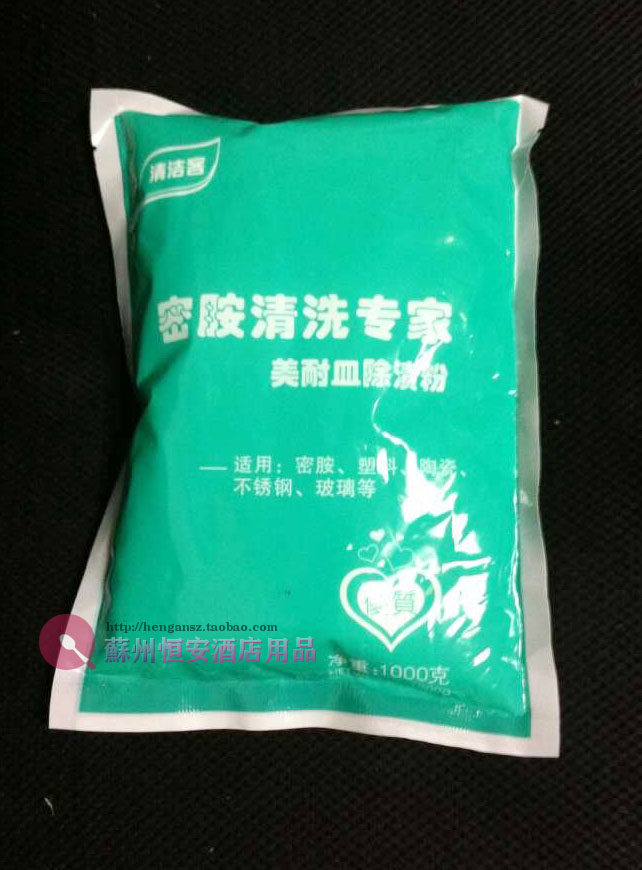 清洁客
密胺清洗专家
美耐皿除渍粉
——适用：密胺、塑料、陶瓷、
不锈钢、玻璃等
優質
http://hengansz.taobao.com
蘇州恒安酒店用品
净重:1000克